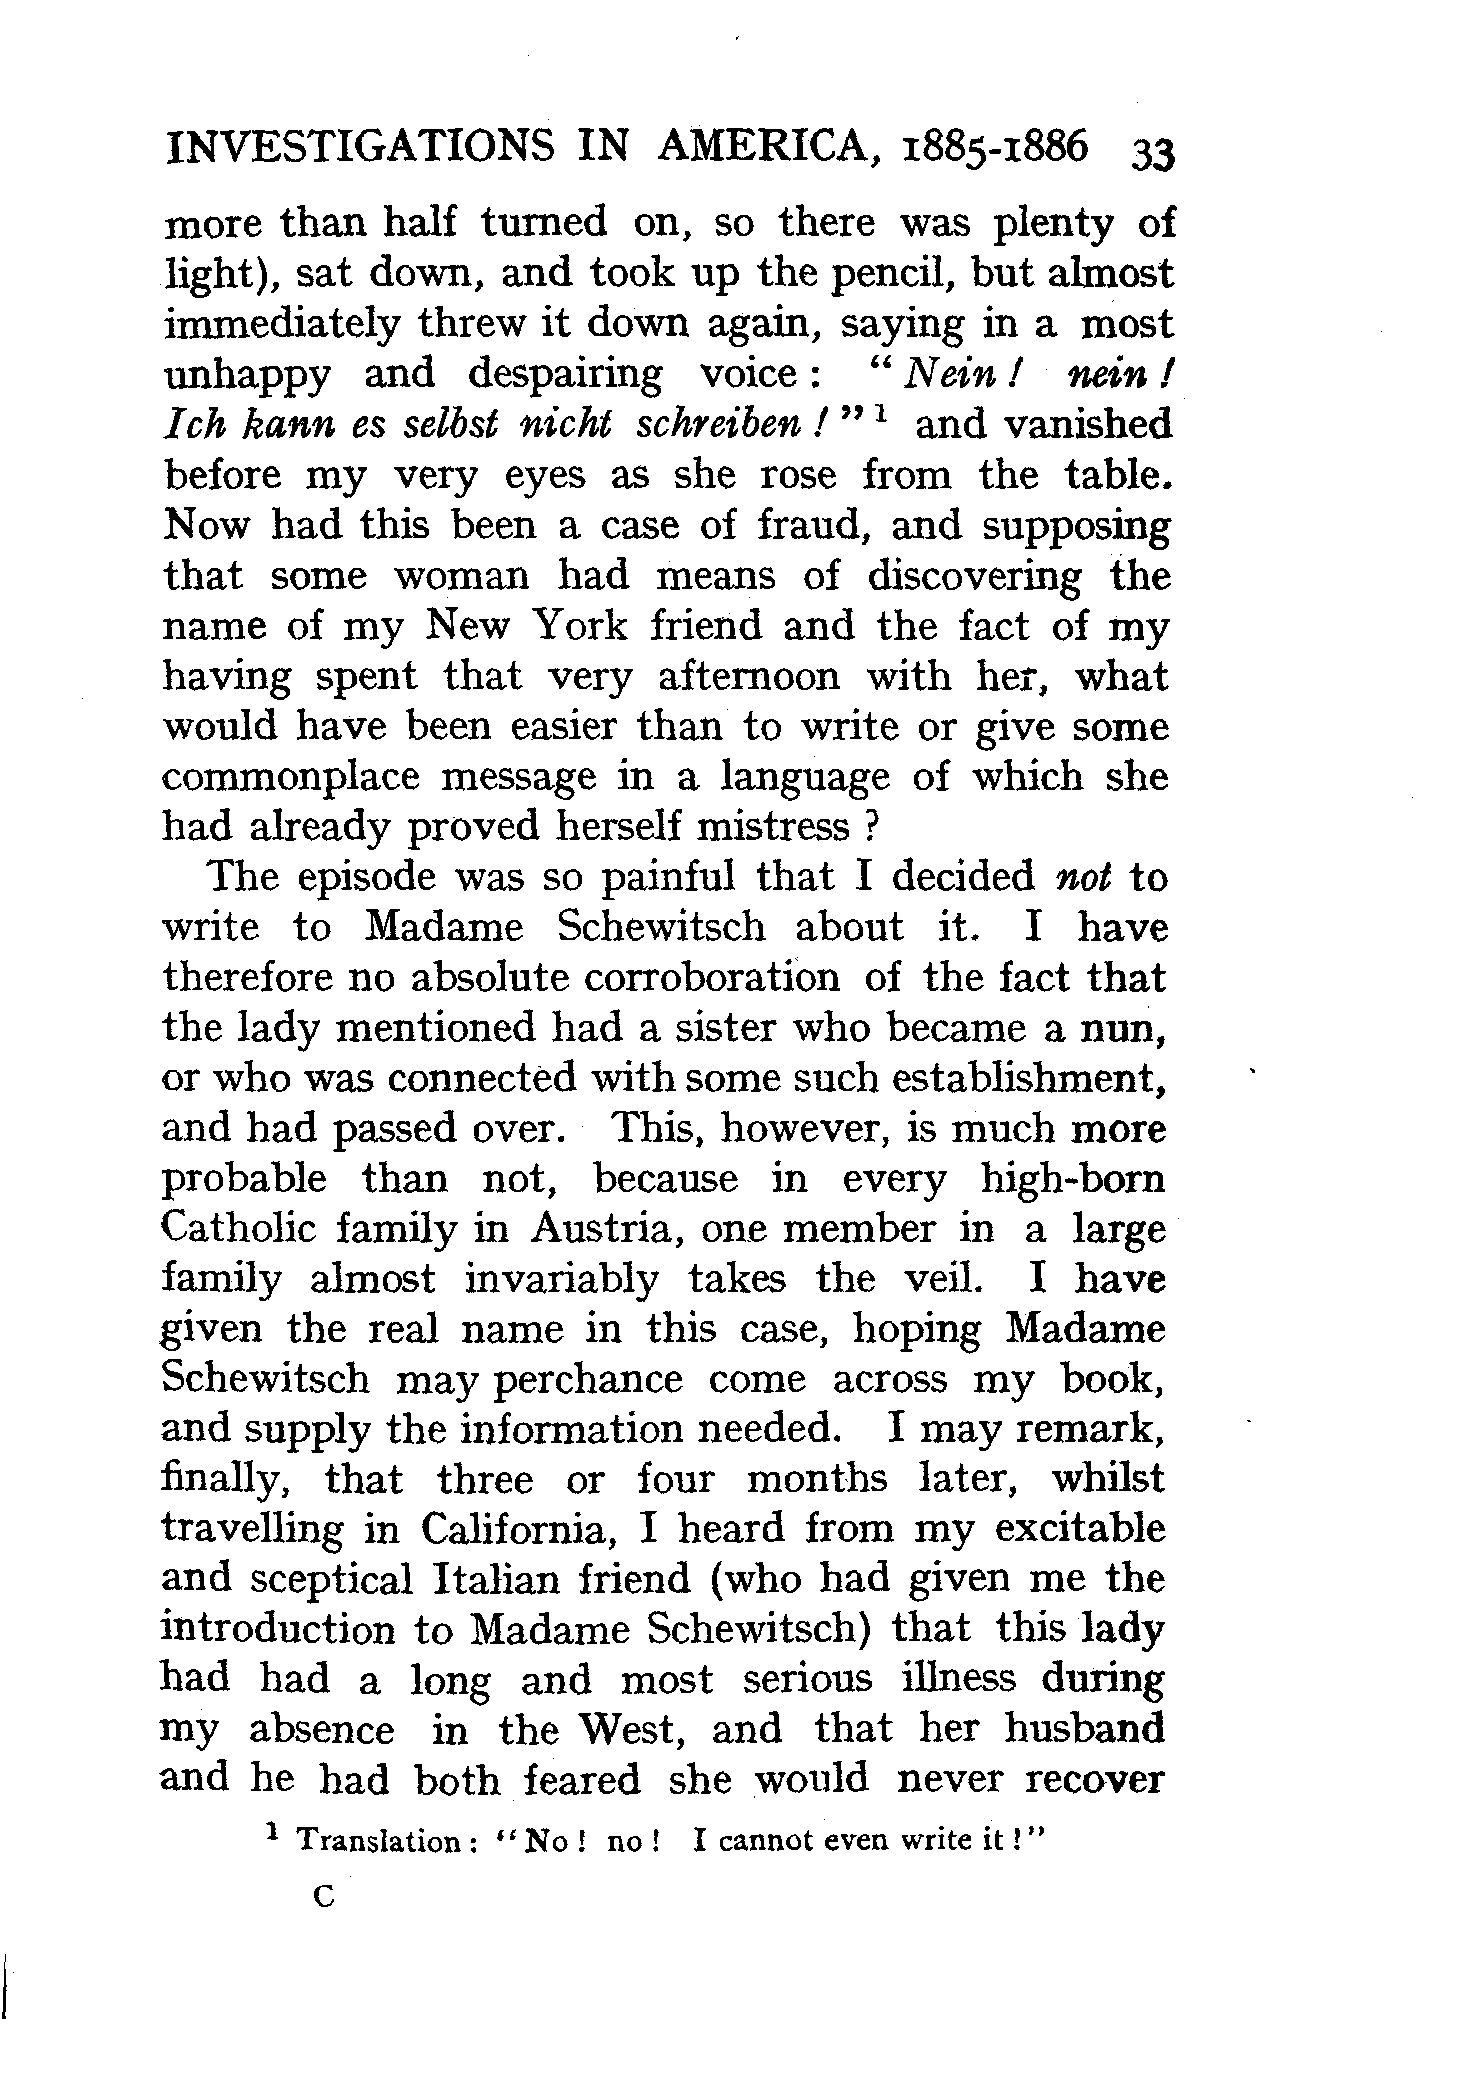 INVESTIGATIONS IN AMERICA, 1885-1886 33
more than half turned on, so there was plenty of
light), sat down, and took up the pencil, but almost
immediately threw it down again, saying in a most
unhappy and despairing voice : “ Nein ! nein !
Ich kann es selbst nicht schreiben ! ”¹ and vanished
before my very eyes as she rose from the table.
Now had this been a case of fraud, and supposing
that some woman had means of discovering the
name of my New York friend and the fact of my
having spent that very afternoon with her, what
would have been easier than to write or give some
commonplace message in a language of which she
had already proved herself mistress ?
The episode was so painful that I decided not to
write to Madame Schewitsch about it. I have
therefore no absolute corroboration of the fact that
the lady mentioned had a sister who became a nun,
or who was connected with some such establishment,
and had passed over. This, however, is much more
probable than not, because in every high-born
Catholic family in Austria, one member in a large
family almost invariably takes the veil. I have
given the real name in this case, hoping Madame
Schewitsch may perchance come across my book,
and supply the information needed. I may remark,
finally, that three or four months later, whilst
travelling in California, I heard from my excitable
and sceptical Italian friend (who had given me the
introduction to Madame Schewitsch) that this lady
had had a long and most serious illness during
my absence in the West, and that her husband
and he had both feared she would never recover
¹ Translation : “No ! no ! I cannot even write it !”
C